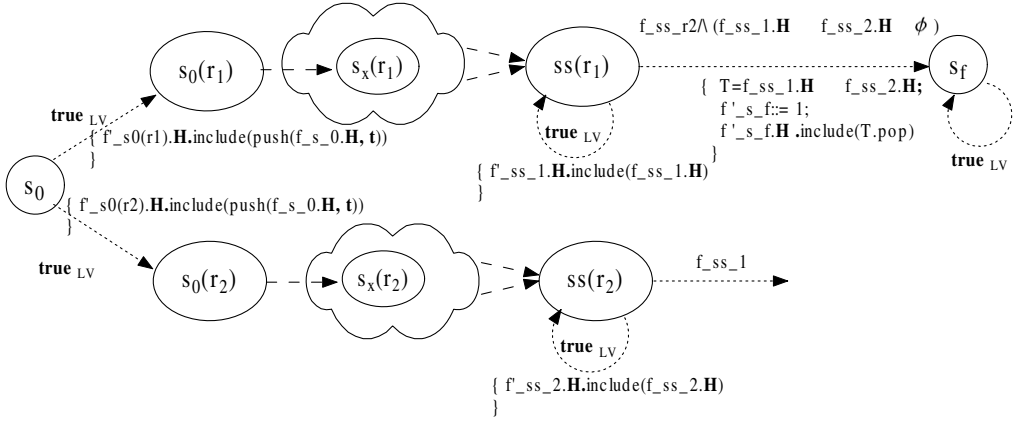 f_ss_r2/\ (f_ss_1.H f_ss_2.H ϕ )
s0(r1)
sx(r1)
ss(r1)
sf
{ T=f_ss_1.H f_ss_2.H;
f '_s_f::= 1;
f '_s_f.H .include(T.pop)
}
true LV
{ f'_s0(r1).H.include(push(f_s_0.H, t))
}
true LV
true LV
{ f'_ss_1.H.include(f_ss_1.H)
}
s0
{ f'_s0(r2).H.include(push(f_s_0.H, t))
}
true LV
s0(r2)
sx(r2)
ss(r2)
f_ss_1
true LV
{ f'_ss_2.H.include(f_ss_2.H)
}